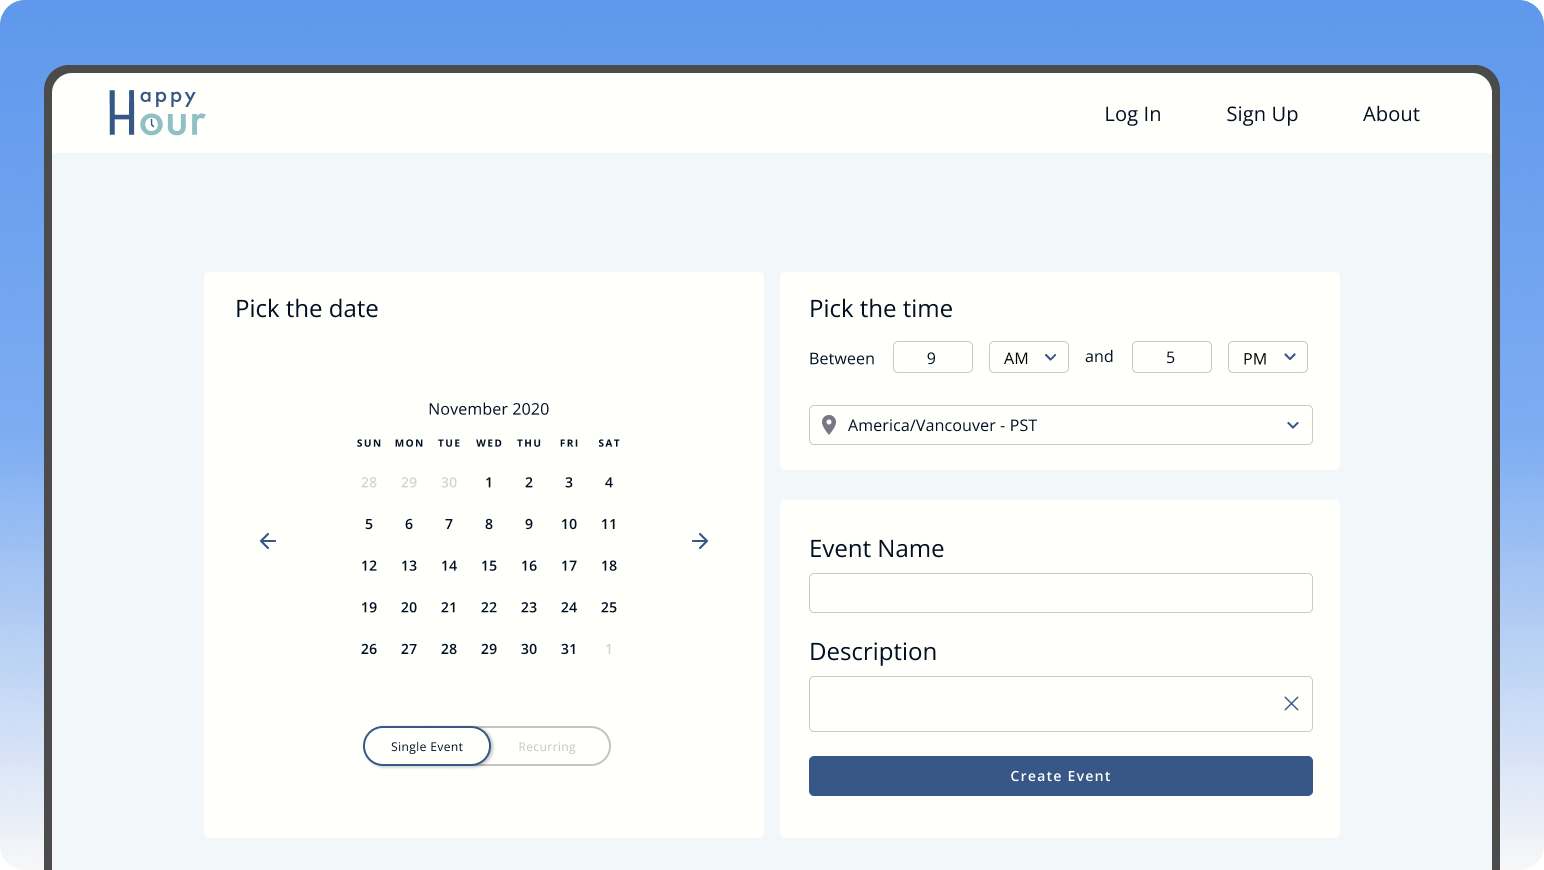 Happy
Hour
Log In Sign Up About
Pick the date
November 2020
SUN MON TUE WED THU FRI SAT
28 29 30 1 2 3 4
5 6 7 8 9 10 11
12 13 14 15 16 17 18
19 20 21 22 23 24 25
26 27 28 29 30 31 1
Single Event Recurring
Pick the time
Between 9 AM and 5 PM
America/Vancouver - PST
Event Name
Description
Create Event